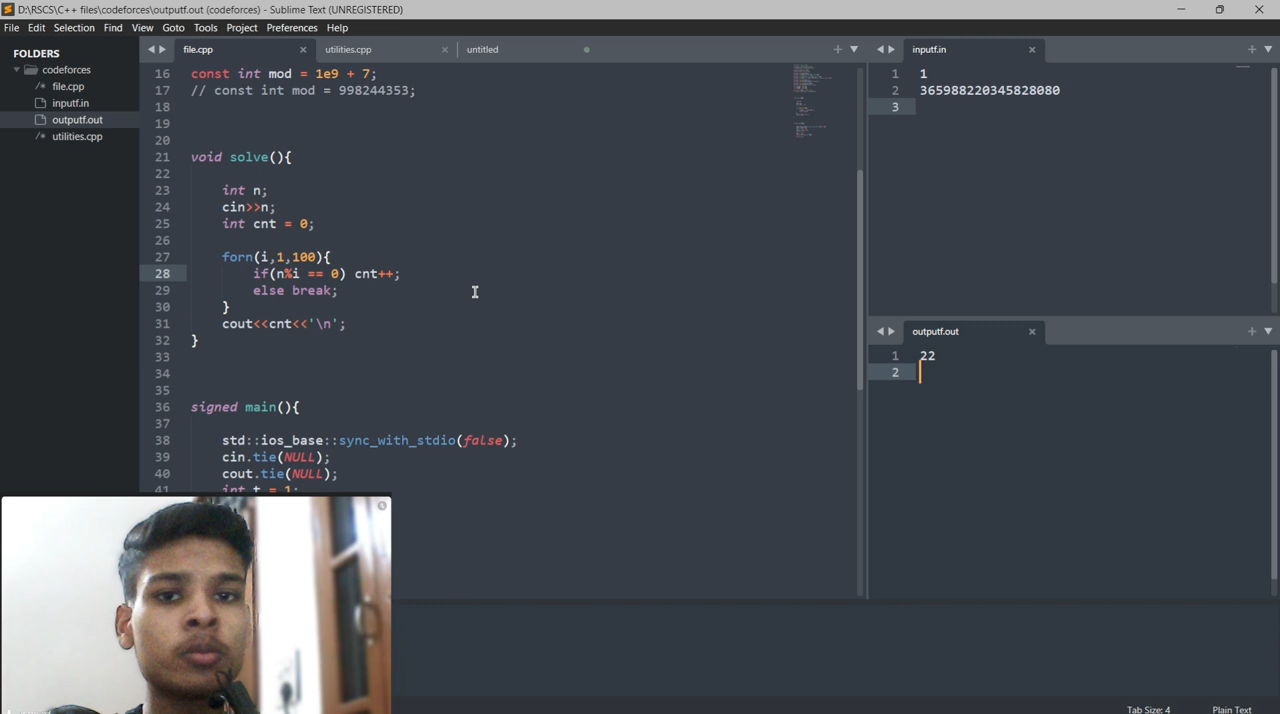 D:\RSCS\C++ files\codeforces\outputf.out (codeforces) - Sublime Text (UNREGISTERED)
File Edit Selection Find View Goto Tools Project Preferences Help
FOLDERS
codeforces
/* file.cpp
inputf.in
outputf.out
/* utilities.cpp
file.cpp utilities.cpp untitled
16 const int mod = 1e9 + 7;
17 // const int mod = 998244353;
18
19
20
21 void solve(){
22
23 int n;
24 cin>>n;
25 int cnt = 0;
26
27 forn(i,1,100){
28 if(n%i == 0) cnt++;
29 else break;
30 }
31 cout<<cnt<<'\n';
32 }
33
34
35
36 signed main(){
37
38 std::ios_base::sync_with_stdio(false);
39 cin.tie(NULL);
40 cout.tie(NULL);
41 int t = 1;
inputf.in
1 1
2 365988220345828080
3
outputf.out
1 22
2
Tab Size: 4 Plain Text